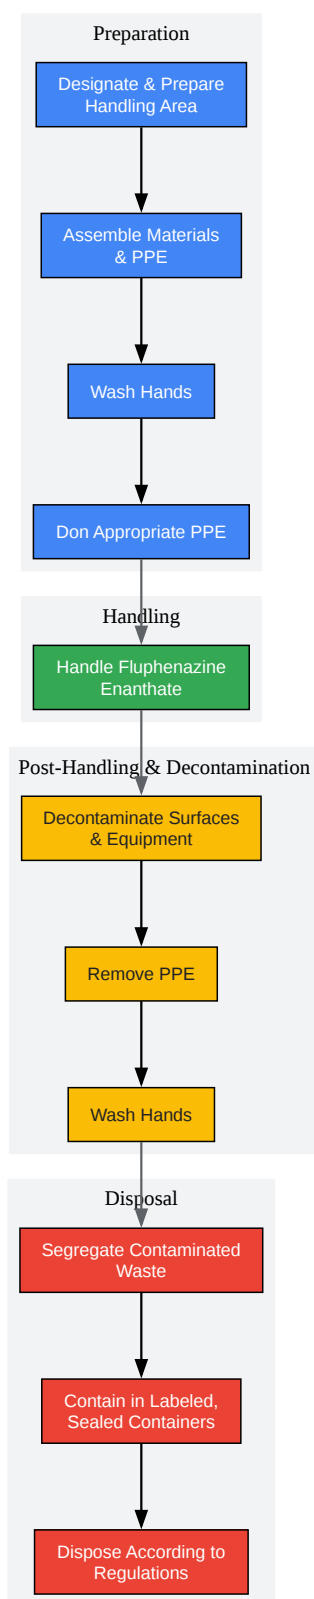 Preparation
Designate & Prepare
Handling Area
Assemble Materials
& PPE
Wash Hands
Don Appropriate PPE
Handling
Handle Fluphenazine
Enanthate
Post-Handling & Decontamination
Decontaminate Surfaces
& Equipment
Remove PPE
Wash Hands
Disposal
Segregate Contaminated
Waste
Contain in Labeled,
Sealed Containers
Dispose According to
Regulations